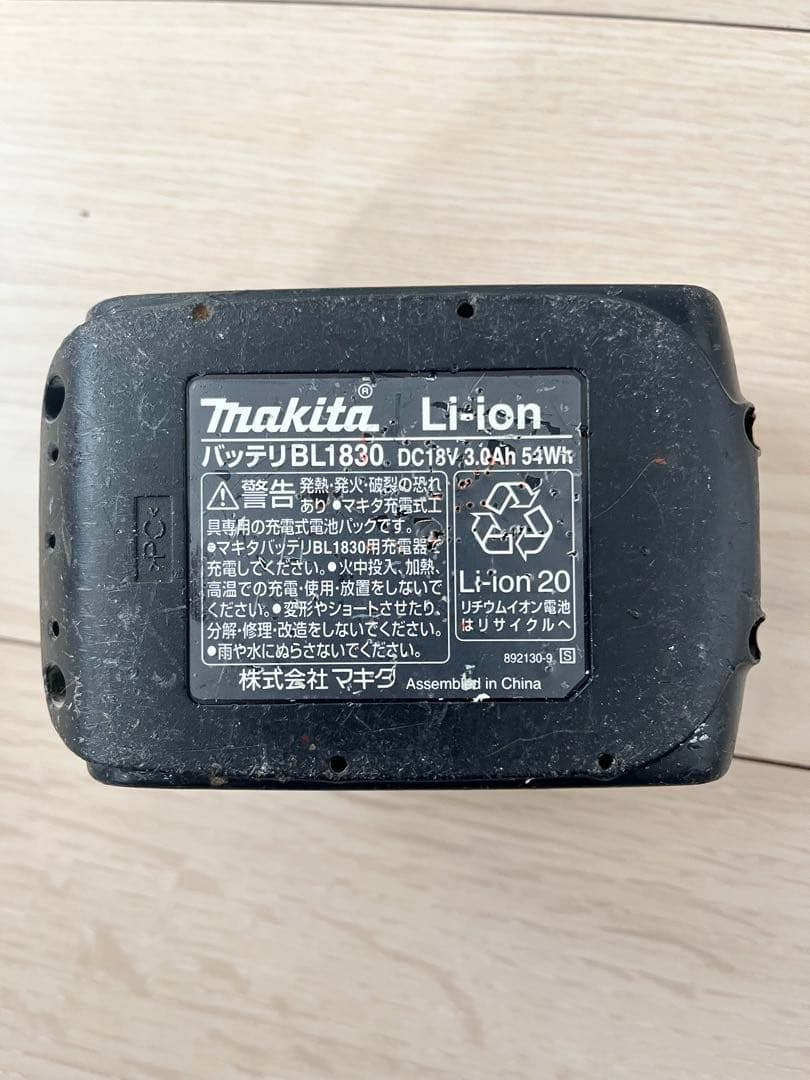 makita® Li-ion
バッテリBL1830 DC18V 3.0Ah 54Wh
⚠警告 発熱・発火・破裂の恐れ
あり ●マキタ充電式工
具専用の充電式電池パックです。
●マキタバッテリBL1830用充電器で
充電してください。●火中投入、加熱、
高温での充電・使用・放置をしないで
ください。●変形やショートさせたり、
分解・修理・改造をしないでください。
●雨や水にぬらさないでください。
Li-ion 20
リチウムイオン電池
はリサイクルへ
892130-9 S
株式会社 マキタ Assembled in China
>PC<